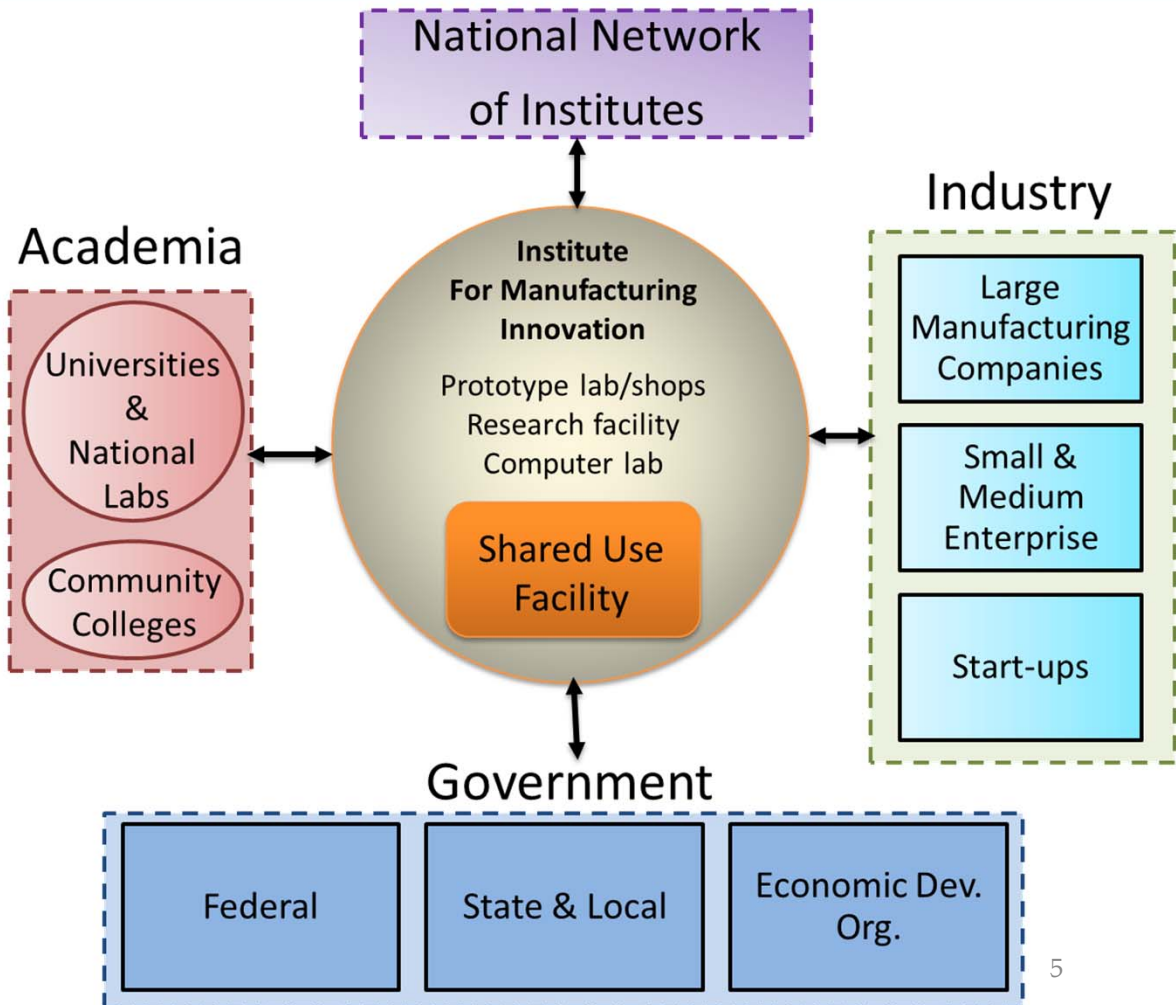 National Network
of Institutes
Academia
Universities
&
National
Labs
Community
Colleges
Institute
For Manufacturing
Innovation
Prototype lab/shops
Research facility
Computer lab
Shared Use
Facility
Industry
Large
Manufacturing
Companies
Small &
Medium
Enterprise
Start-ups
Government
Federal
State & Local
Economic Dev.
Org.
5